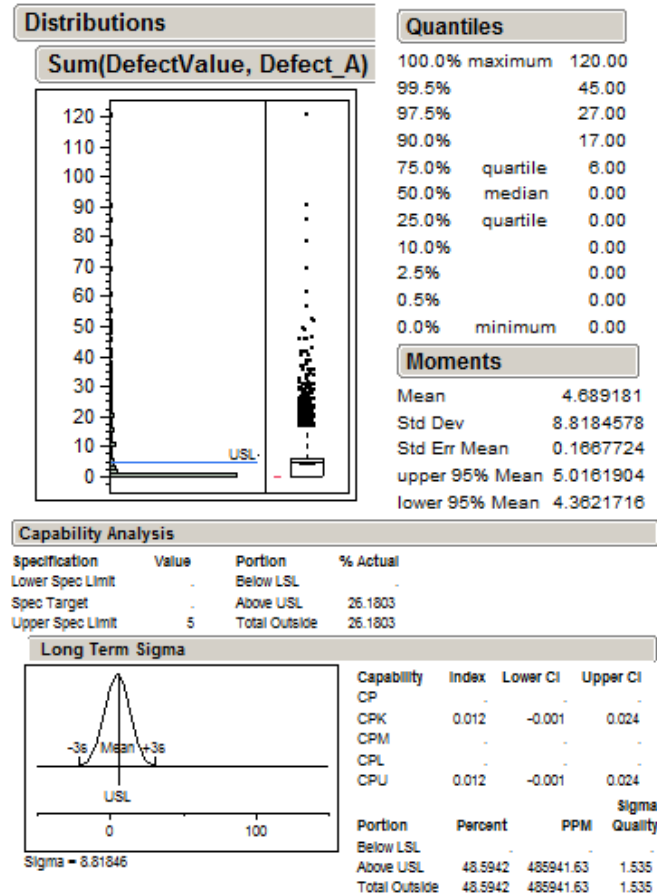 Distributions
Sum(DefectValue, Defect_A)
120
110
100
90
80
70
60
50
40
30
20
10
0
USL
Quantiles
100.0% maximum 120.00
99.5% 45.00
97.5% 27.00
90.0% 17.00
75.0% quartile 6.00
50.0% median 0.00
25.0% quartile 0.00
10.0% 0.00
2.5% 0.00
0.5% 0.00
0.0% minimum 0.00
Moments
Mean 4.689181
Std Dev 8.8184578
Std Err Mean 0.1667724
upper 95% Mean 5.0161904
lower 95% Mean 4.3621716
Capability Analysis
Specification Value Portion % Actual
Lower Spec Limit . Below LSL .
Spec Target . Above USL 26.1803
Upper Spec Limit 5 Total Outside 26.1803
Long Term Sigma
-3s Mean +3s
USL
0 100
Sigma = 8.81846
Capability Index Lower CI Upper CI
CP . . .
CPK 0.012 -0.001 0.024
CPM . . .
CPL . . .
CPU 0.012 -0.001 0.024
Sigma
Portion Percent PPM Quality
Below LSL . . .
Above USL 48.5942 485941.63 1.535
Total Outside 48.5942 485941.63 1.535